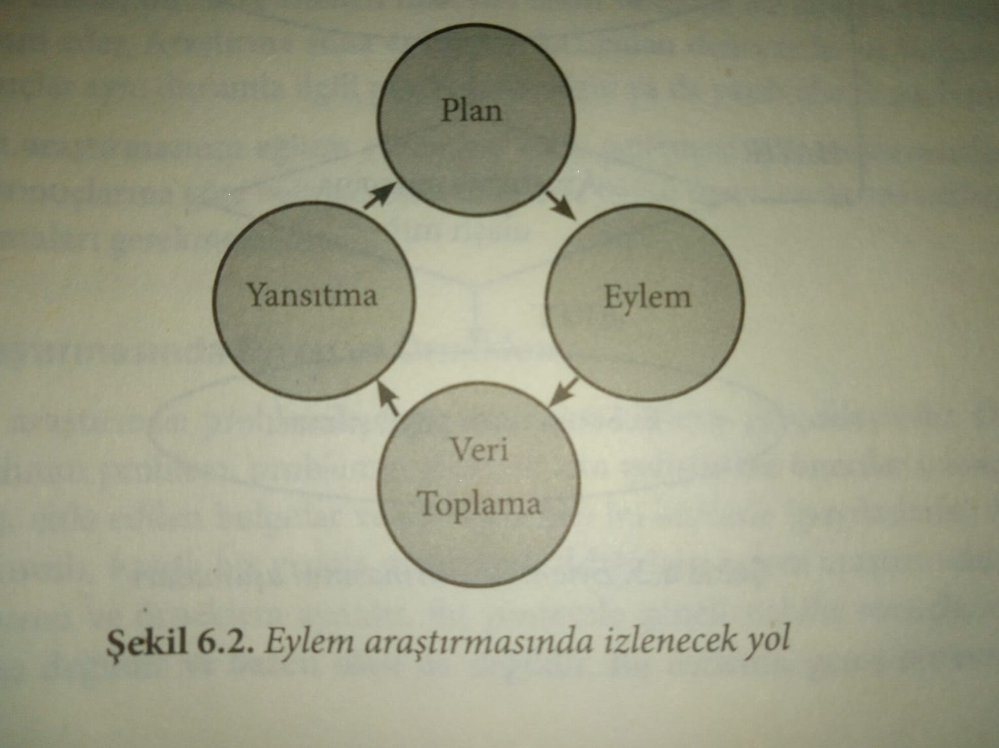 Plan
Yansıtma
Eylem
Veri
Toplama
Şekil 6.2. Eylem araştırmasında izlenecek yol